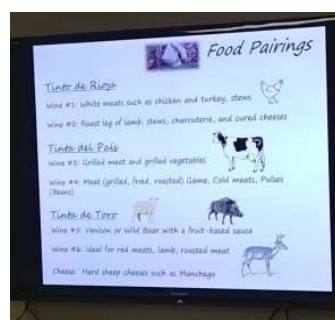 Food Pairings
Tinto de Rioja
Wine #1: White meats such as chicken and turkey, stews
Wine #2: Roast leg of lamb, stews, charcuterie, and cured cheeses
Tinta del País
Wine #3: Grilled meat and grilled vegetables
Wine #4: Meat (grilled, fried, roasted) Game, Cold meats, Pulses
(Beans)
Tinta de Toro
Wine #5: Venison or Wild Boar with a fruit-based sauce
Wine #6: Ideal for red meats, lamb, roasted meat
Cheese: Hard sheep cheeses such as Manchego